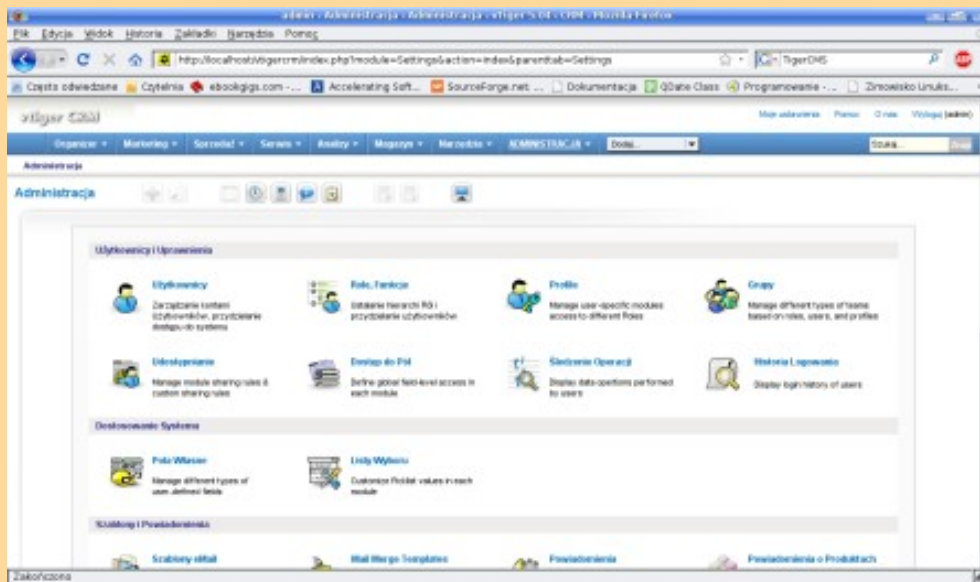 admin - Administracja - Administracja - vtiger 5.04 - CRM - Mozilla Firefox
Plik Edycja Widok Historia Zakładki Narzędzia Pomoc
http://localhost/vtigercrm/index.php?module=Settings&action=index&parenttab=Settings TigerCMS
Często odwiedzane Czytelnia ebookgigs.com -... Accelerating Soft... SourceForge.net: ... Dokumentacja QDate Class Programowanie -... Zimowisko Linuks...
vtiger CRM Moje ustawienia Pomoc O nas Wyloguj (admin)
Organizer Marketing Sprzedaż Serwis Analizy Magazyn Narzędzia ADMINISTRACJA Dodaj... Szukaj...
Administracja
Administracja
Użytkownicy i Uprawnienia
Użytkownicy Role, Funkcje Profile Grupy
Zarządzanie kontami Ustalanie hierarchi Ról i Manage user-specific modules Manage different types of teams
użytkowników, przydzielanie przydzielanie użytkowników access to different Roles based on roles, users, and profiles
dostępu do systemu
Udostępnianie Dostęp do Pól Śledzenie Operacji Historia Logowania
Manage module sharing rules & Define global field-level access in Display data opertions performed Display login history of users
custom sharing rules each module by users
Dostosowanie Systemu
Pola Własne Listy Wyboru
Manage different types of Customize Picklist values in each
user-defined fields module
Szablony i Powiadomienia
Szablony eMail Mail Merge Templates Powiadomienia Powiadomienia o Produktach
Zakończono